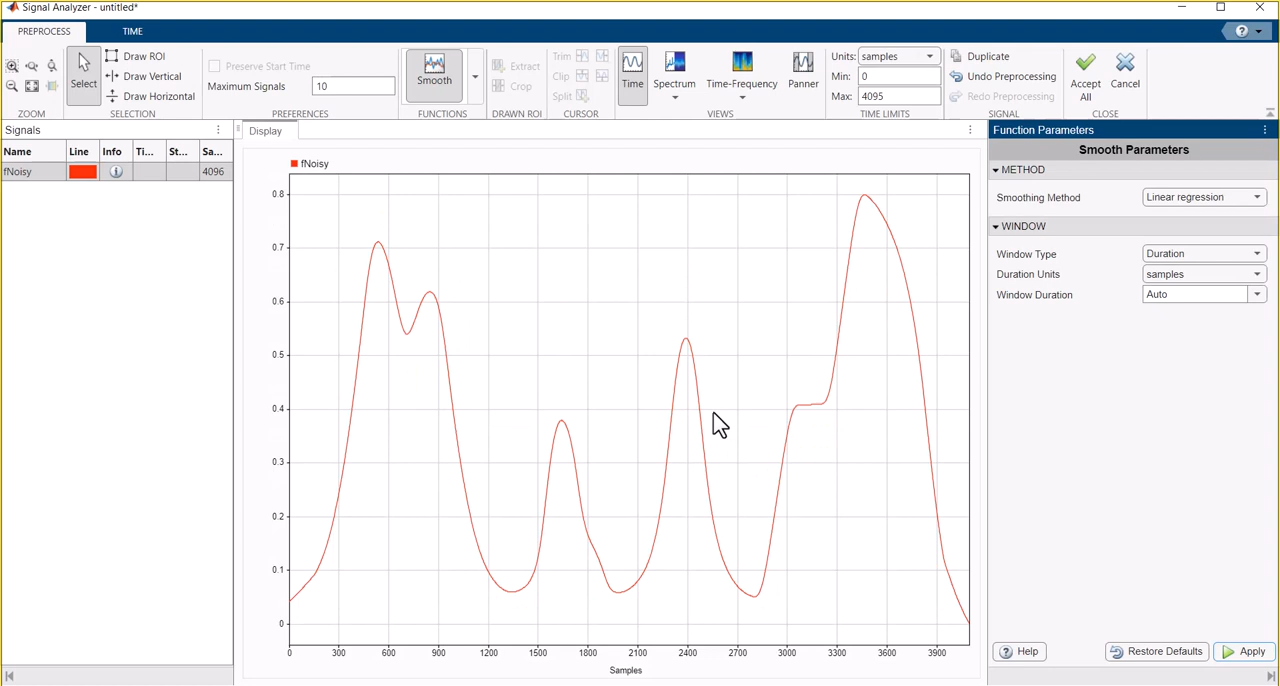 Signal Analyzer - untitled*
PREPROCESS TIME
Preserve Start Time
Maximum Signals 10
PREFERENCES
Select
Draw ROI
Draw Vertical
Draw Horizontal
ZOOM
SELECTION
Smooth
FUNCTIONS
Extract
Crop
DRAWN ROI
Trim
Clip
Split
CURSOR
Time
Spectrum
Time-Frequency
Panner
VIEWS
Units: samples
Min: 0
Max: 4095
TIME LIMITS
Duplicate
Undo Preprocessing
Redo Preprocessing
SIGNAL
Accept
All
Cancel
CLOSE
Signals
Name Line Info Ti... St... Sa...
fNoisy 4096
Display
fNoisy
0.8
0.7
0.6
0.5
0.4
0.3
0.2
0.1
0
0 300 600 900 1200 1500 1800 2100 2400 2700 3000 3300 3600 3900
Samples
Function Parameters
Smooth Parameters
METHOD
Smoothing Method Linear regression
WINDOW
Window Type Duration
Duration Units samples
Window Duration Auto
Help Restore Defaults Apply